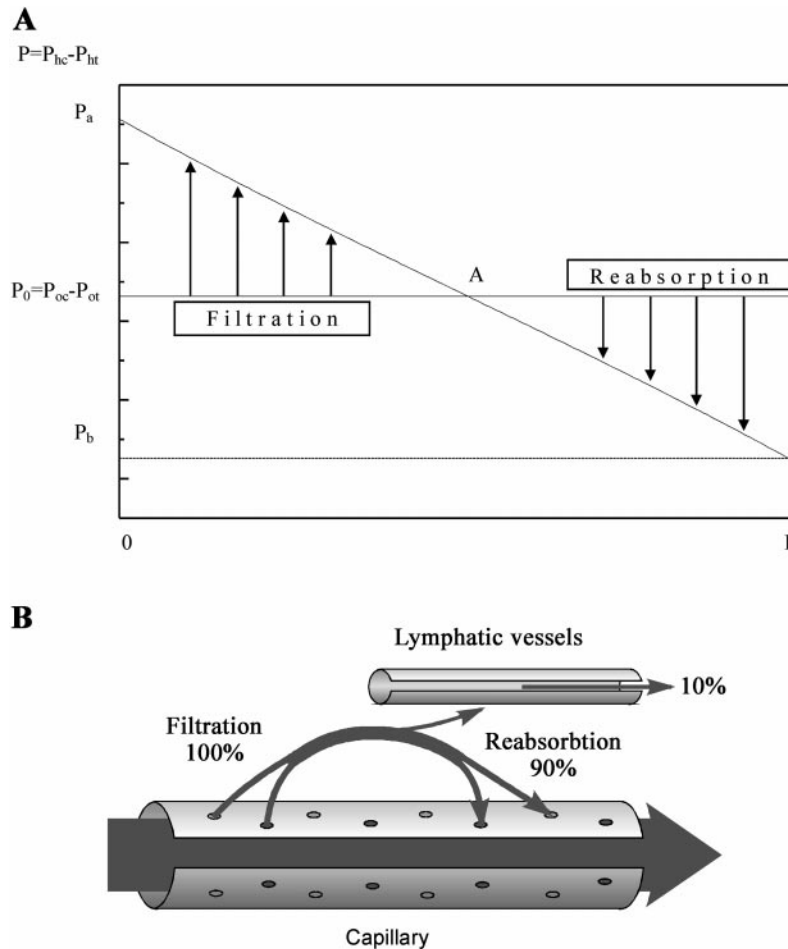 A
P=Phc-Pht
Pa
A
Reabsorption
P0=Poc-Pot
Filtration
Pb
0
B
Lymphatic vessels
10%
Filtration
100%
Reabsorbtion
90%
Capillary